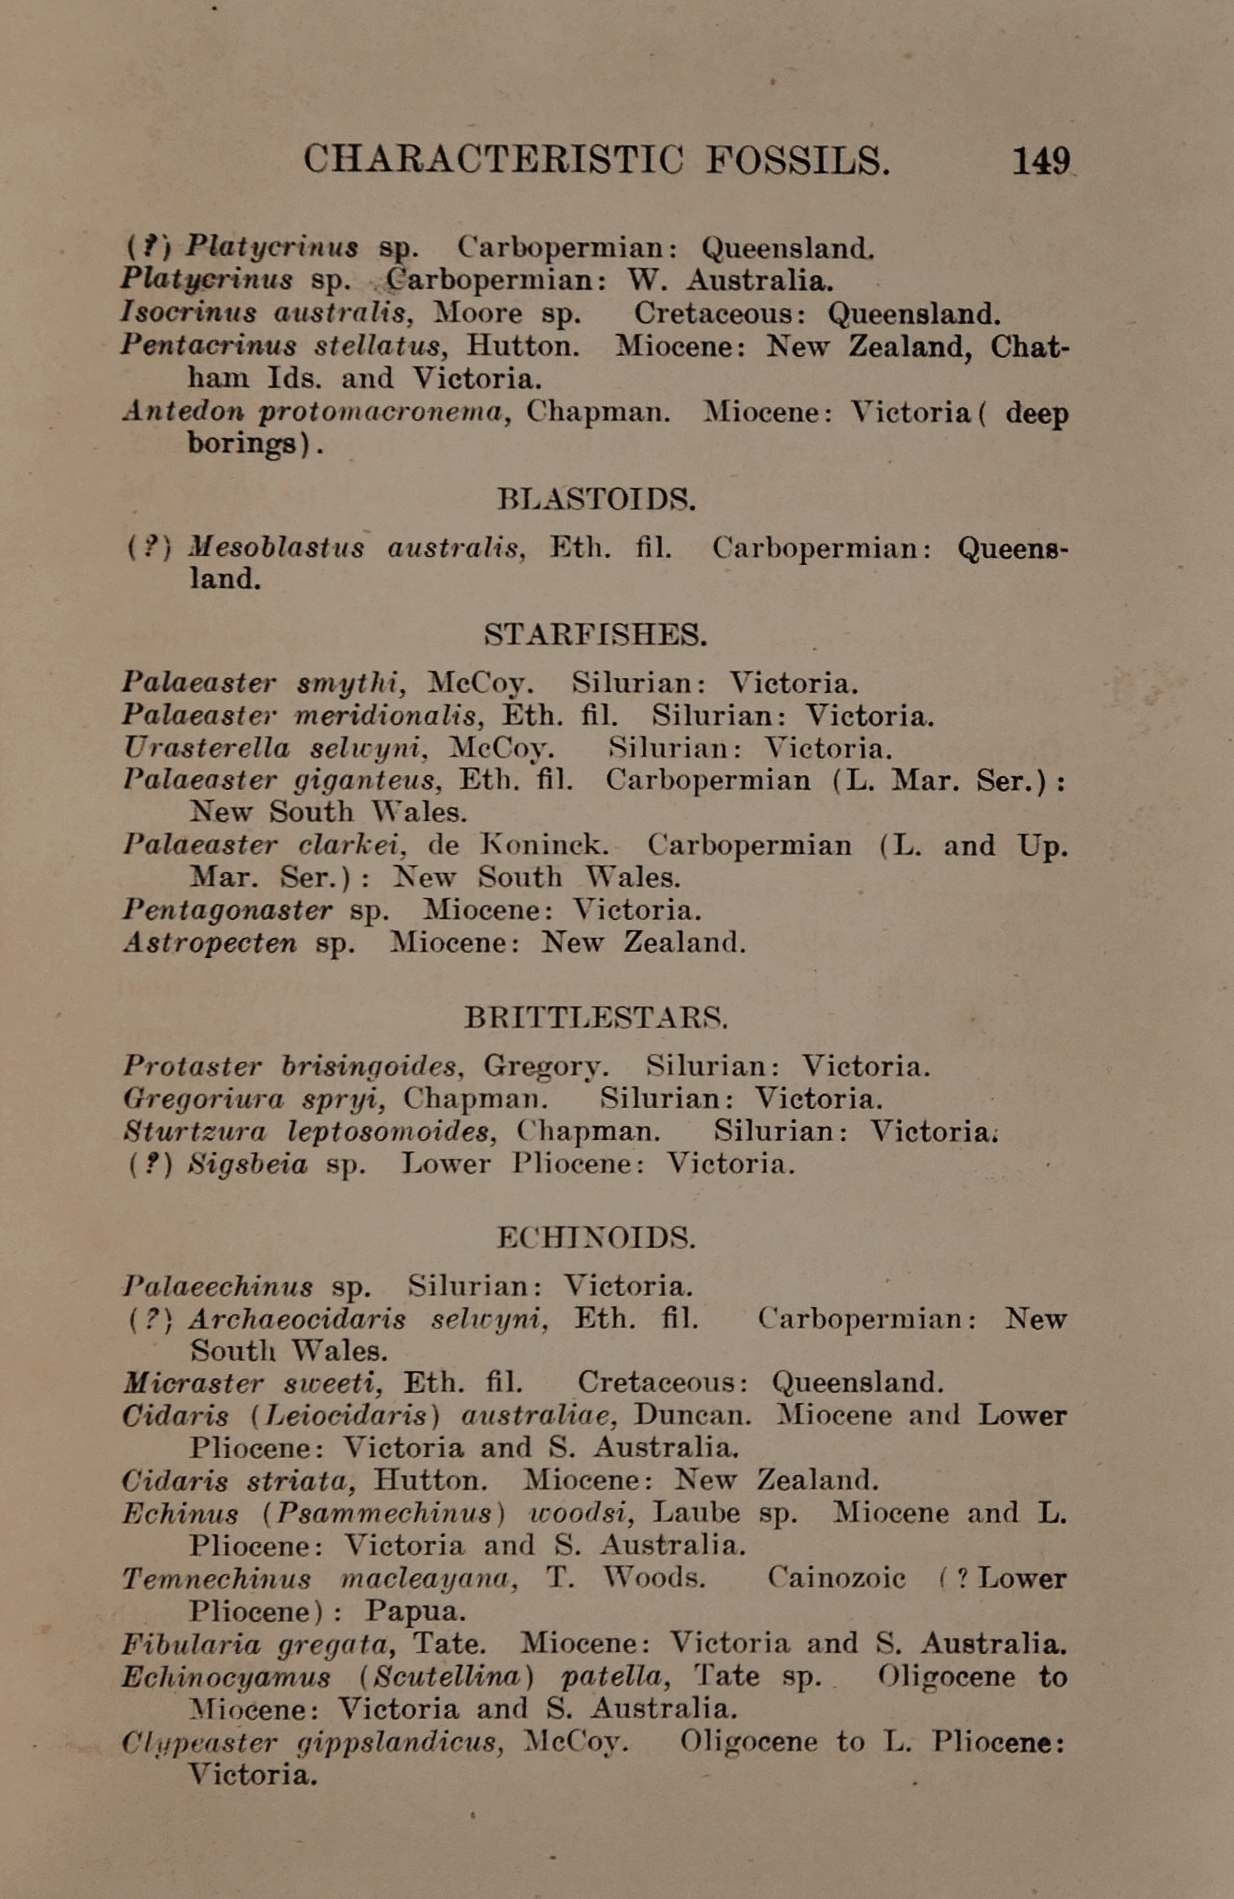 CHARACTERISTIC FOSSILS. 149
(?) Platycrinus sp. Carbopermian: Queensland.
Platycrinus sp. Carbopermian: W. Australia.
Isocrinus australis, Moore sp. Cretaceous: Queensland.
Pentacrinus stellatus, Hutton. Miocene: New Zealand, Chat-
ham Ids. and Victoria.
Antedon protomacronema, Chapman. Miocene: Victoria( deep
borings).
BLASTOIDS.
(?) Mesoblastus australis, Eth. fil. Carbopermian: Queens-
land.
STARFISHES.
Palaeaster smythi, McCoy. Silurian: Victoria.
Palaeaster meridionalis, Eth. fil. Silurian: Victoria.
Urasterella selwyni, McCoy. Silurian: Victoria.
Palaeaster giganteus, Eth. fil. Carbopermian (L. Mar. Ser.):
New South Wales.
Palaeaster clarkei, de Koninck. Carbopermian (L. and Up.
Mar. Ser.): New South Wales.
Pentagonaster sp. Miocene: Victoria.
Astropecten sp. Miocene: New Zealand.
BRITTLESTARS.
Protaster brisingoides, Gregory. Silurian: Victoria.
Gregoriura spryi, Chapman. Silurian: Victoria.
Sturtzura leptosomoides, Chapman. Silurian: Victoria.
(?) Sigsbeia sp. Lower Pliocene: Victoria.
ECHINOIDS.
Palaeechinus sp. Silurian: Victoria.
(?) Archaeocidaris selwyni, Eth. fil. Carbopermian: New
South Wales.
Micraster sweeti, Eth. fil. Cretaceous: Queensland.
Cidaris (Leiocidaris) australiae, Duncan. Miocene and Lower
Pliocene: Victoria and S. Australia.
Cidaris striata, Hutton. Miocene: New Zealand.
Echinus (Psammechinus) woodsi, Laube sp. Miocene and L.
Pliocene: Victoria and S. Australia.
Temnechinus macleayana, T. Woods. Cainozoic (? Lower
Pliocene): Papua.
Fibularia gregata, Tate. Miocene: Victoria and S. Australia.
Echinocyamus (Scutellina) patella, Tate sp. Oligocene to
Miocene: Victoria and S. Australia.
Clypeaster gippslandicus, McCoy. Oligocene to L. Pliocene:
Victoria.